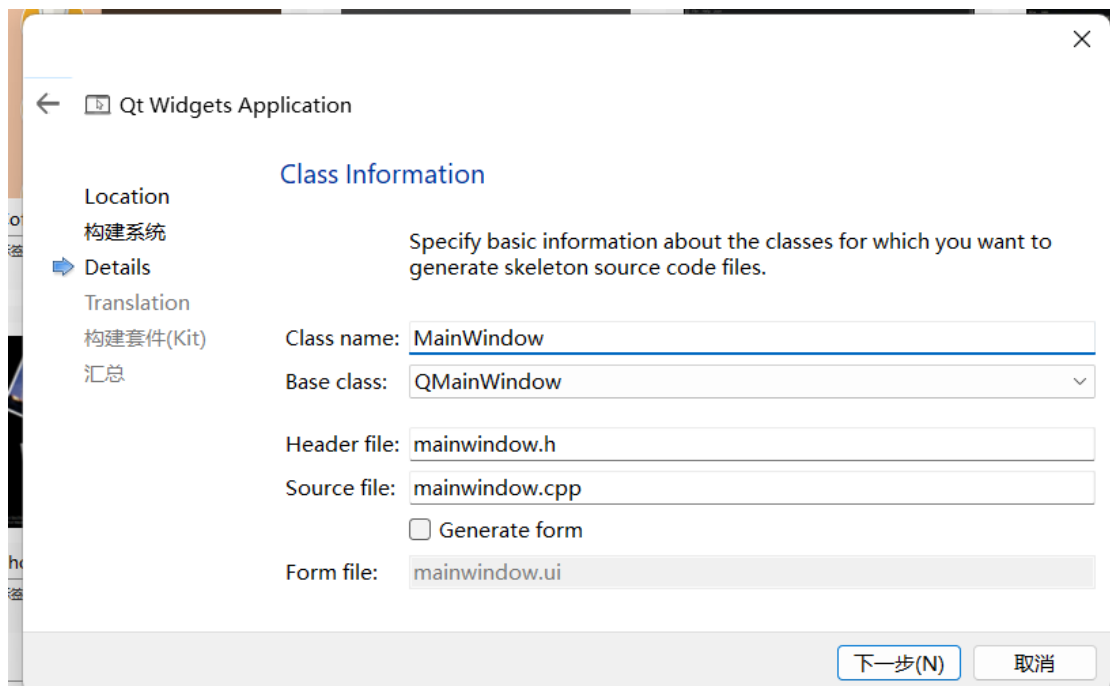 Qt Widgets Application
Class Information
Location
构建系统
Details
Translation
构建套件(Kit)
汇总
Specify basic information about the classes for which you want to
generate skeleton source code files.
Class name: MainWindow
Base class: QMainWindow
Header file: mainwindow.h
Source file: mainwindow.cpp
Generate form
Form file: mainwindow.ui
下一步(N) 取消